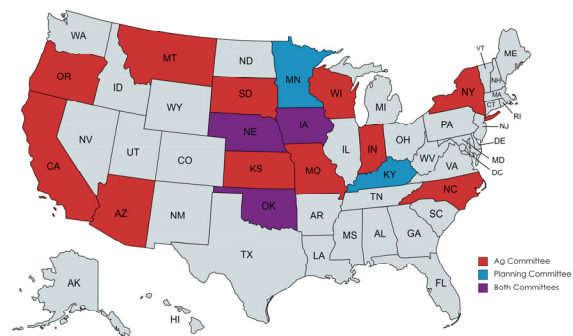 WA
MT
ND
MN
OR
ID
SD
WI
WY
MI
NY
VT
ME
NH
MA
CT
RI
NV
UT
CO
NE
IA
IL
IN
OH
PA
NJ
DE
MD
DC
CA
KS
MO
KY
WV
VA
AZ
NM
OK
AR
TN
NC
SC
TX
LA
MS
AL
GA
FL
AK
HI
Ag Committee
Planning Committee
Both Committees